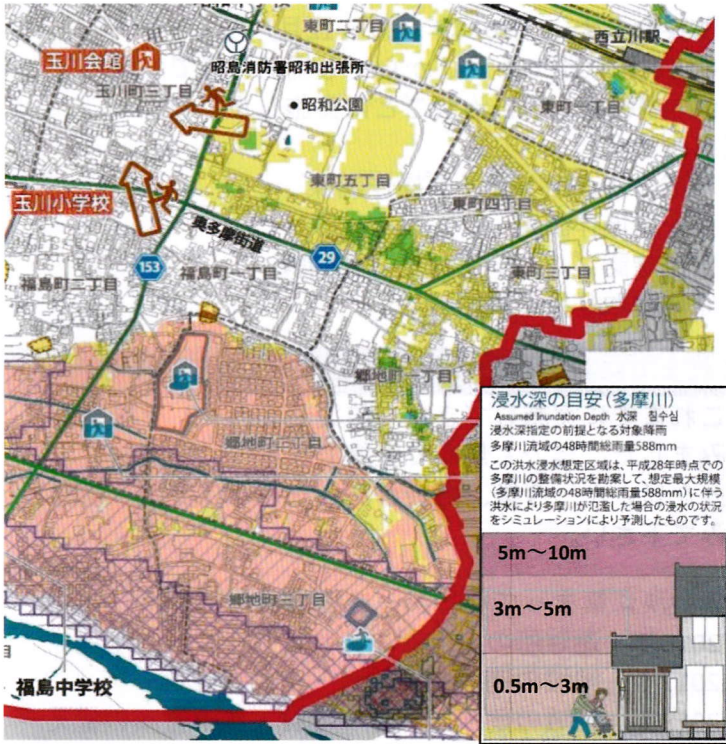 東町二丁目
西立川駅
玉川会館
昭島消防署昭和出張所
玉川町三丁目
昭和公園
東町一丁目
東町五丁目
玉川小学校
東町四丁目
奥多摩街道
29
153
福島町二丁目
福島町一丁目
東町三丁目
郷地町一丁目
郷地町二丁目
郷地町三丁目
福島中学校
浸水深の目安(多摩川)
Assumed Inundation Depth 水深 침수심
浸水深指定の前提となる対象降雨
多摩川流域の48時間総雨量588mm
この洪水浸水想定区域は、平成28年時点での
多摩川の整備状況を勘案して、想定最大規模
(多摩川流域の48時間総雨量588mm)に伴う
洪水により多摩川が氾濫した場合の浸水の状況
をシミュレーションにより予測したものです。
5m~10m
3m~5m
0.5m~3m